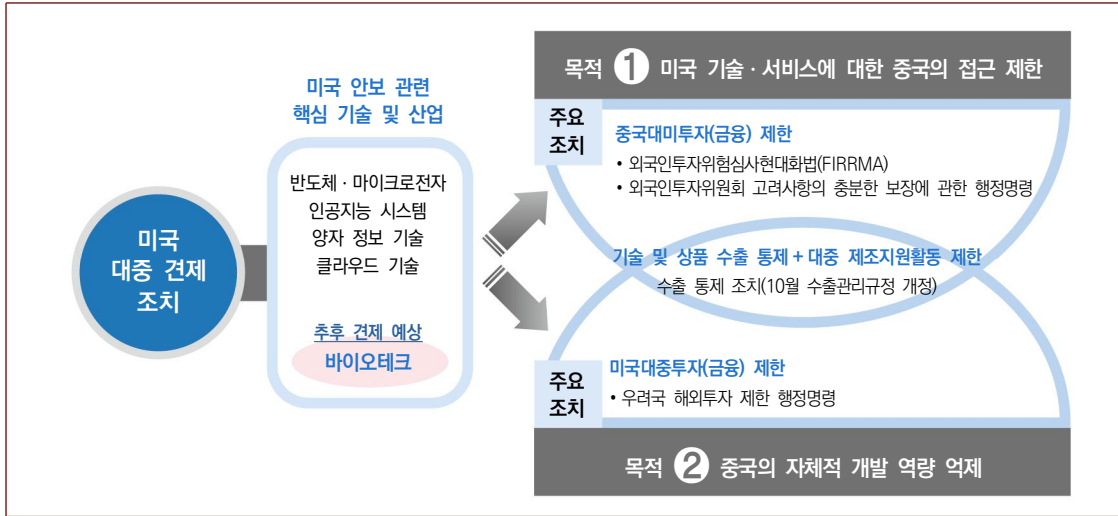 미국
대중 견제
조치
미국 안보 관련
핵심 기술 및 산업
반도체·마이크로전자
인공지능 시스템
양자 정보 기술
클라우드 기술
추후 견제 예상
바이오테크
목적 1 미국 기술·서비스에 대한 중국의 접근 제한
주요
조치
중국대미투자(금융) 제한
• 외국인투자위험심사현대화법(FIRRMA)
• 외국인투자위원회 고려사항의 충분한 보장에 관한 행정명령
기술 및 상품 수출 통제 + 대중 제조지원활동 제한
수출 통제 조치(10월 수출관리규정 개정)
주요
조치
미국대중투자(금융) 제한
• 우려국 해외투자 제한 행정명령
목적 2 중국의 자체적 개발 역량 억제